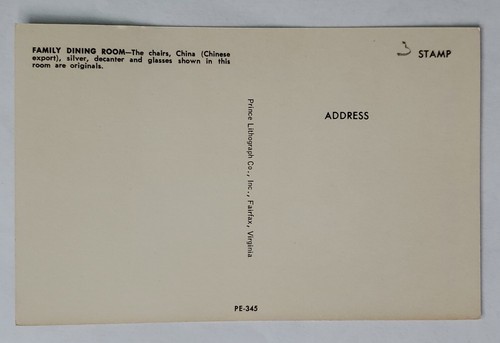 FAMILY DINING ROOM—The chairs, China (Chinese
export), silver, decanter and glasses shown in this
room are originals.
3
STAMP
ADDRESS
Prince Lithograph Co., Inc., Fairfax, Virginia
PE-345